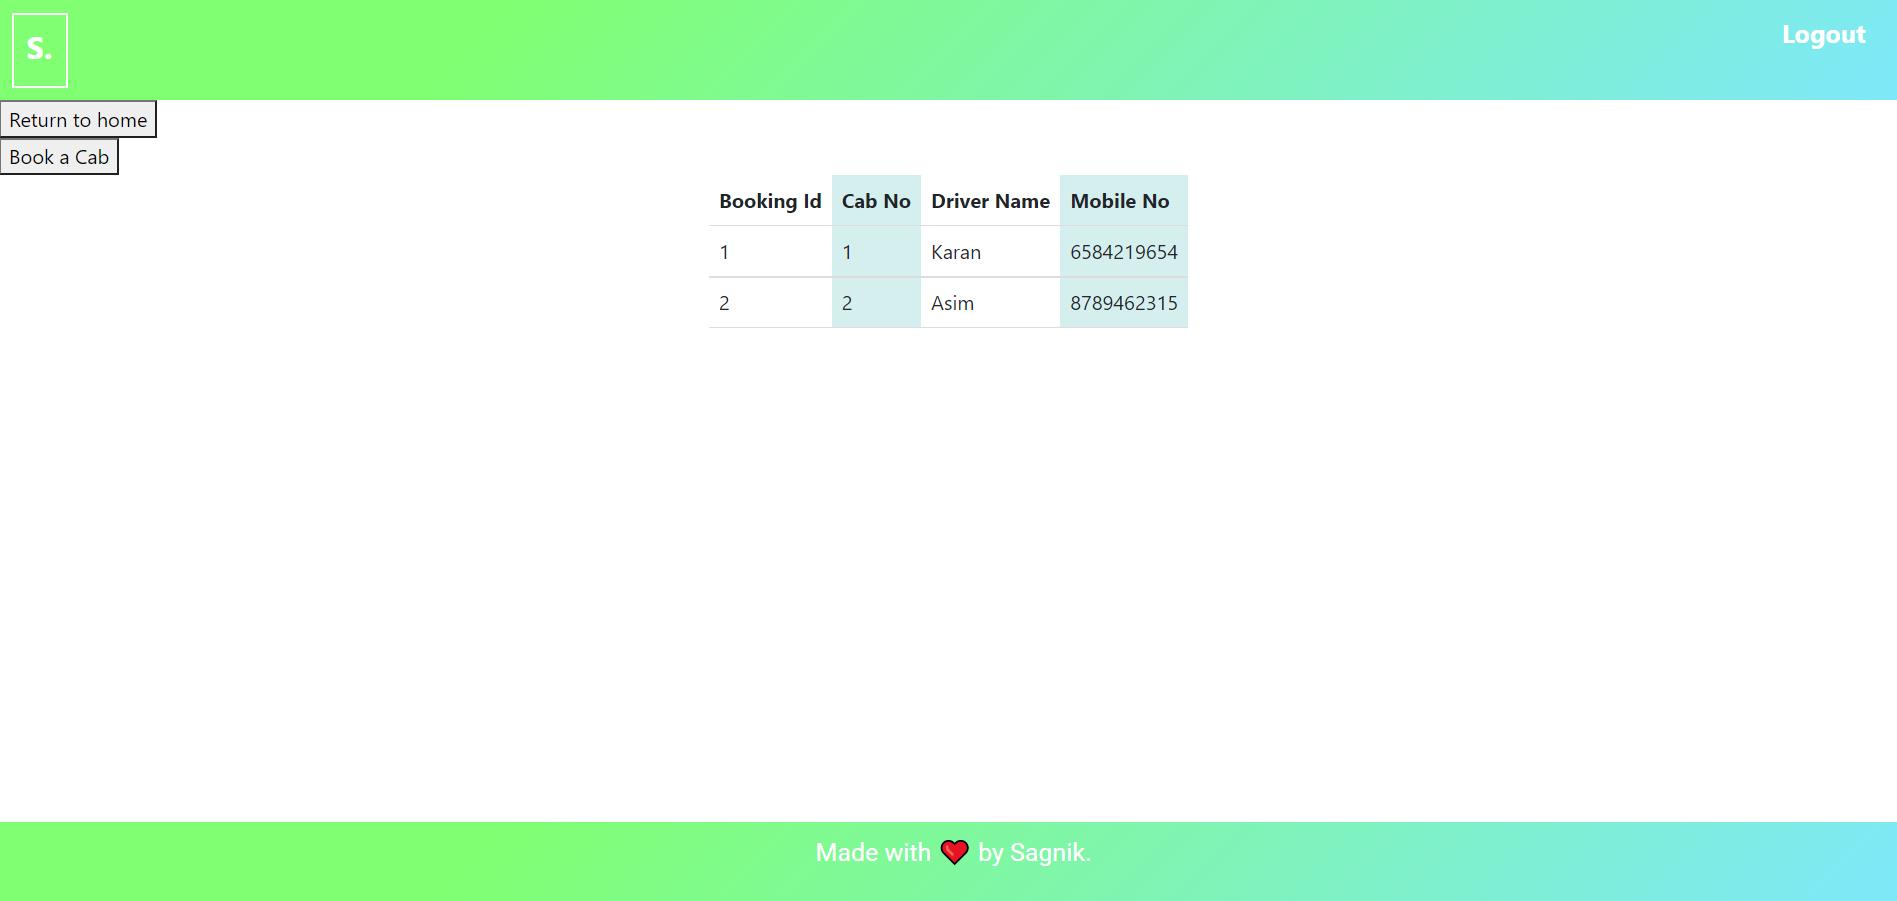 S.
Logout
Return to home
Book a Cab
Booking Id Cab No Driver Name Mobile No
1 1 Karan 6584219654
2 2 Asim 8789462315
Made with ❤ by Sagnik.